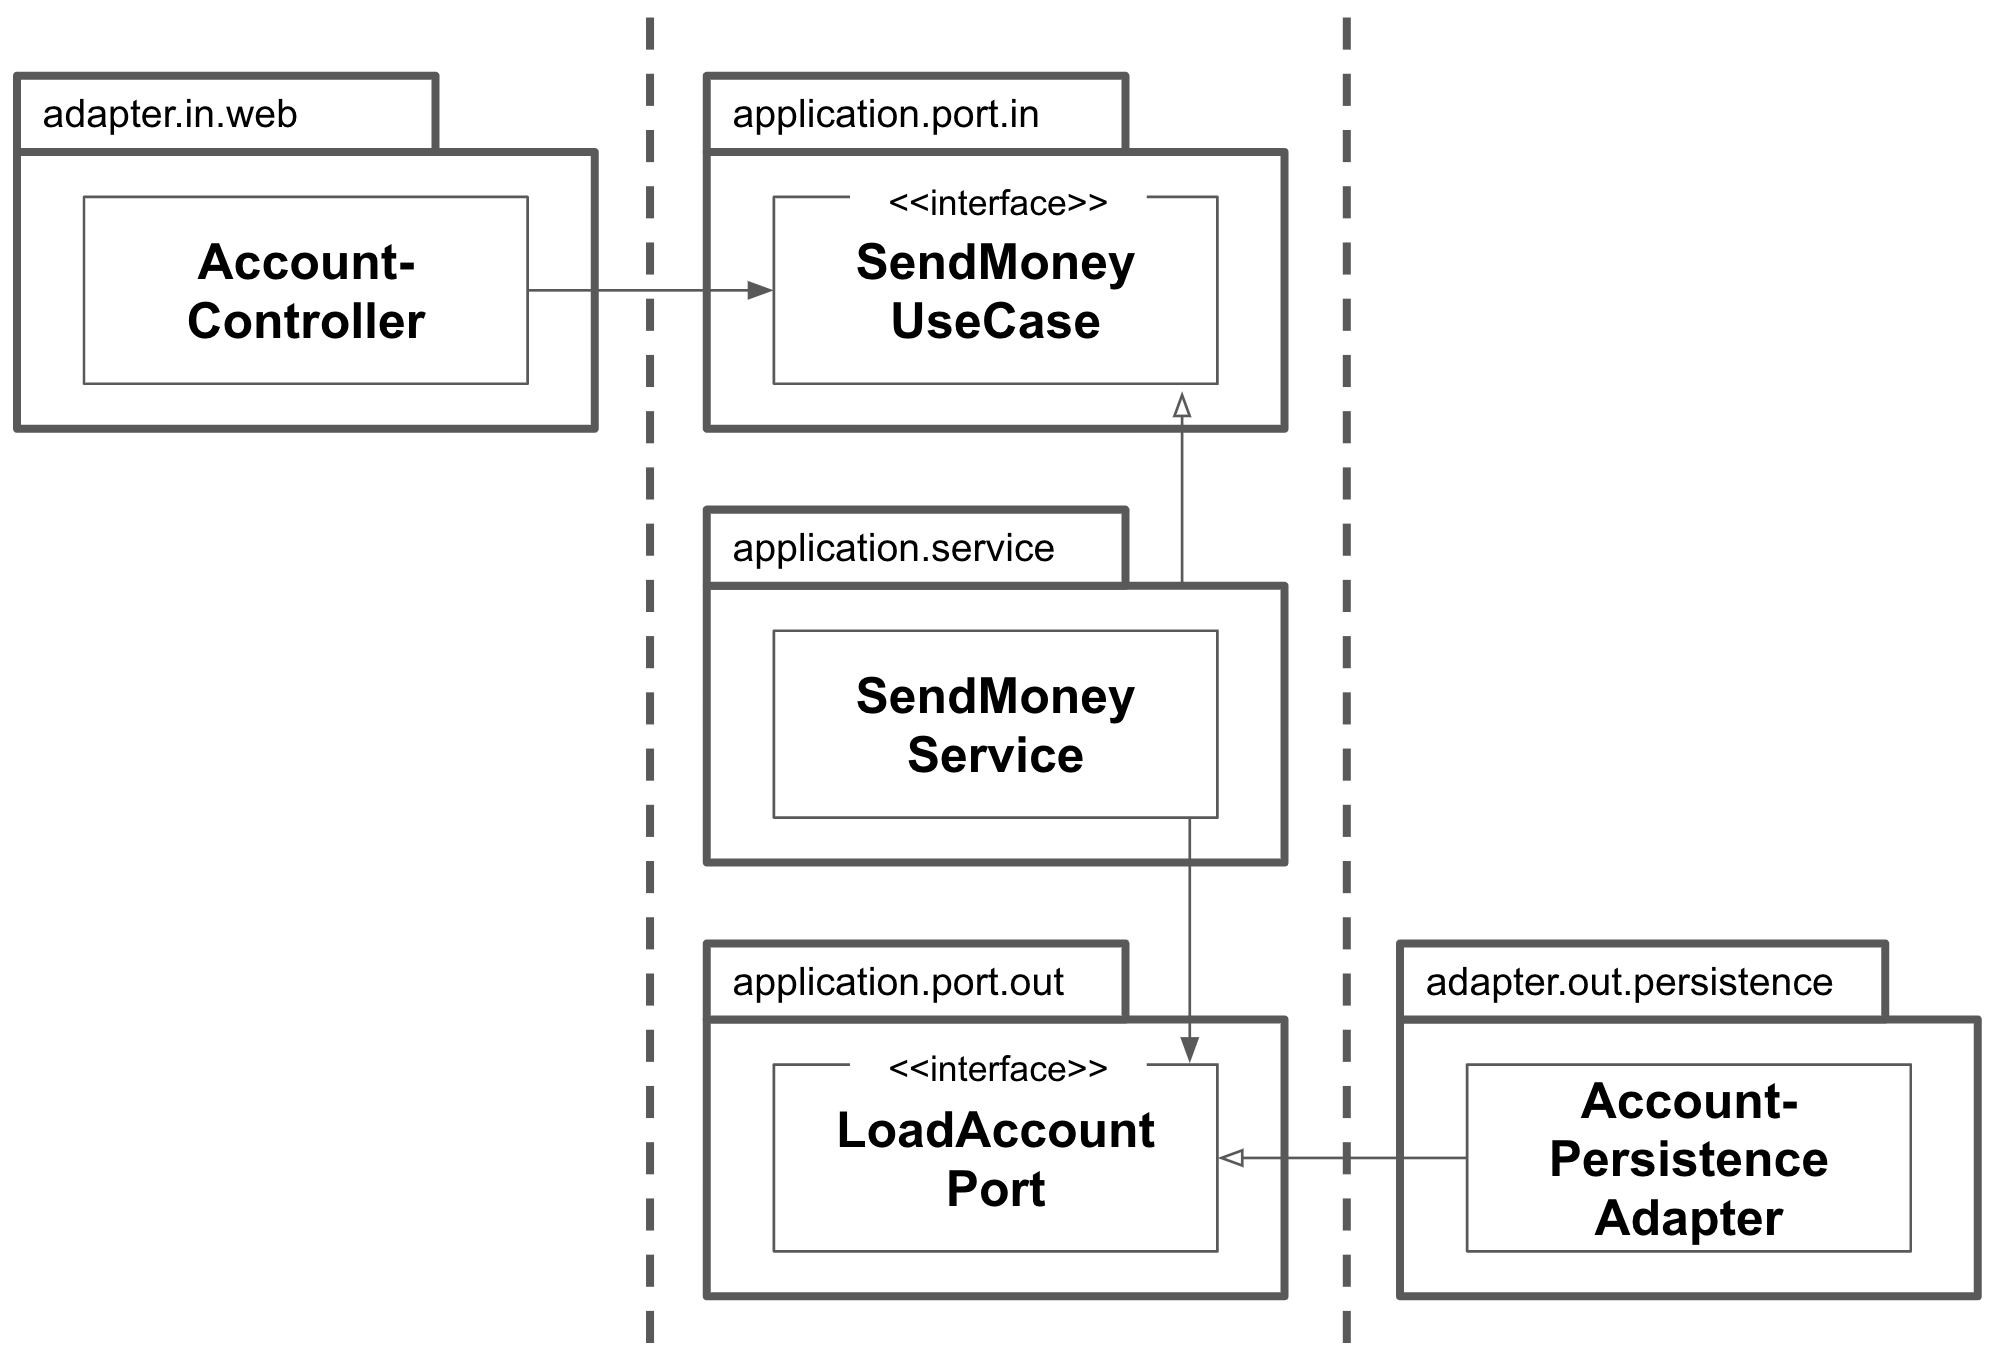 adapter.in.web
Account-
Controller
application.port.in
<<interface>>
SendMoney
UseCase
application.service
SendMoney
Service
application.port.out
<<interface>>
LoadAccount
Port
adapter.out.persistence
Account-
Persistence
Adapter